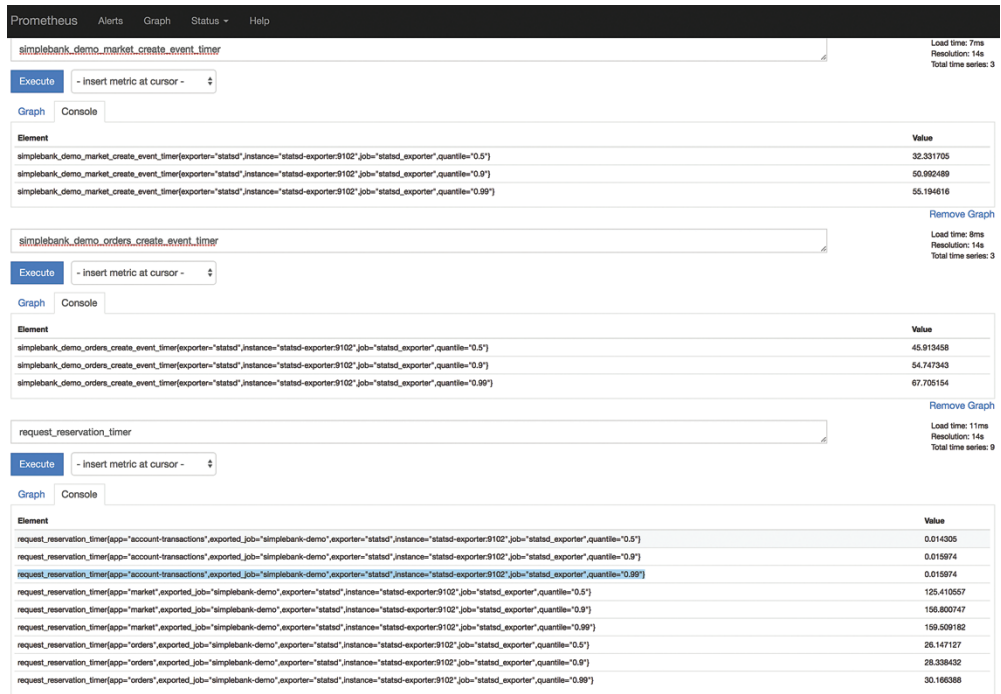 Prometheus Alerts Graph Status Help
simplebank_demo_market_create_event_timer
Load time: 7ms
Resolution: 14s
Total time series: 3
Execute - insert metric at cursor -
Graph Console
Element Value
simplebank_demo_market_create_event_timer{exporter="statsd",instance="statsd-exporter:9102",job="statsd_exporter",quantile="0.5"} 32.331705
simplebank_demo_market_create_event_timer{exporter="statsd",instance="statsd-exporter:9102",job="statsd_exporter",quantile="0.9"} 50.992489
simplebank_demo_market_create_event_timer{exporter="statsd",instance="statsd-exporter:9102",job="statsd_exporter",quantile="0.99"} 55.194616
Remove Graph
simplebank_demo_orders_create_event_timer
Load time: 8ms
Resolution: 14s
Total time series: 3
Execute - insert metric at cursor -
Graph Console
Element Value
simplebank_demo_orders_create_event_timer{exporter="statsd",instance="statsd-exporter:9102",job="statsd_exporter",quantile="0.5"} 45.913458
simplebank_demo_orders_create_event_timer{exporter="statsd",instance="statsd-exporter:9102",job="statsd_exporter",quantile="0.9"} 54.747343
simplebank_demo_orders_create_event_timer{exporter="statsd",instance="statsd-exporter:9102",job="statsd_exporter",quantile="0.99"} 67.705154
Remove Graph
request_reservation_timer
Load time: 11ms
Resolution: 14s
Total time series: 9
Execute - insert metric at cursor -
Graph Console
Element Value
request_reservation_timer{app="account-transactions",exported_job="simplebank-demo",exporter="statsd",instance="statsd-exporter:9102",job="statsd_exporter",quantile="0.5"} 0.014305
request_reservation_timer{app="account-transactions",exported_job="simplebank-demo",exporter="statsd",instance="statsd-exporter:9102",job="statsd_exporter",quantile="0.9"} 0.015974
request_reservation_timer{app="account-transactions",exported_job="simplebank-demo",exporter="statsd",instance="statsd-exporter:9102",job="statsd_exporter",quantile="0.99"} 0.015974
request_reservation_timer{app="market",exported_job="simplebank-demo",exporter="statsd",instance="statsd-exporter:9102",job="statsd_exporter",quantile="0.5"} 125.410557
request_reservation_timer{app="market",exported_job="simplebank-demo",exporter="statsd",instance="statsd-exporter:9102",job="statsd_exporter",quantile="0.9"} 156.800747
request_reservation_timer{app="market",exported_job="simplebank-demo",exporter="statsd",instance="statsd-exporter:9102",job="statsd_exporter",quantile="0.99"} 159.509182
request_reservation_timer{app="orders",exported_job="simplebank-demo",exporter="statsd",instance="statsd-exporter:9102",job="statsd_exporter",quantile="0.5"} 26.147127
request_reservation_timer{app="orders",exported_job="simplebank-demo",exporter="statsd",instance="statsd-exporter:9102",job="statsd_exporter",quantile="0.9"} 28.338432
request_reservation_timer{app="orders",exported_job="simplebank-demo",exporter="statsd",instance="statsd-exporter:9102",job="statsd_exporter",quantile="0.99"} 30.166388